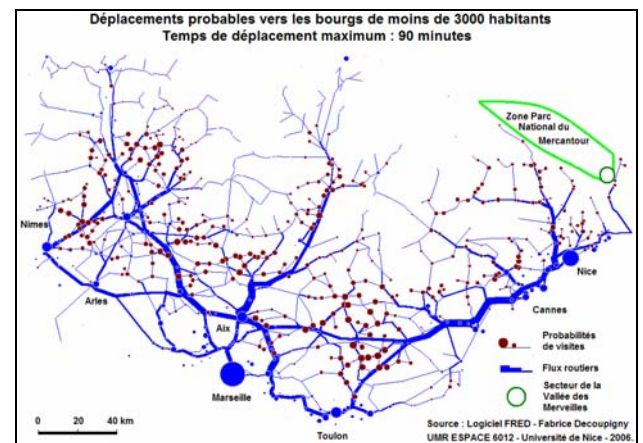 Déplacements probables vers les bourgs de moins de 3000 habitants
Temps de déplacement maximum : 90 minutes
Zone Parc
National du
Mercantour
Nîmes
Arles
Aix
Marseille
Toulon
Cannes
Nice
Probabilités
de visites
Flux routiers
Secteur de la
Vallée des
Merveilles
0 20 40 km
Source : Logiciel FRED - Fabrice Decoupigny
UMR ESPACE 6012 - Université de Nice - 2006.